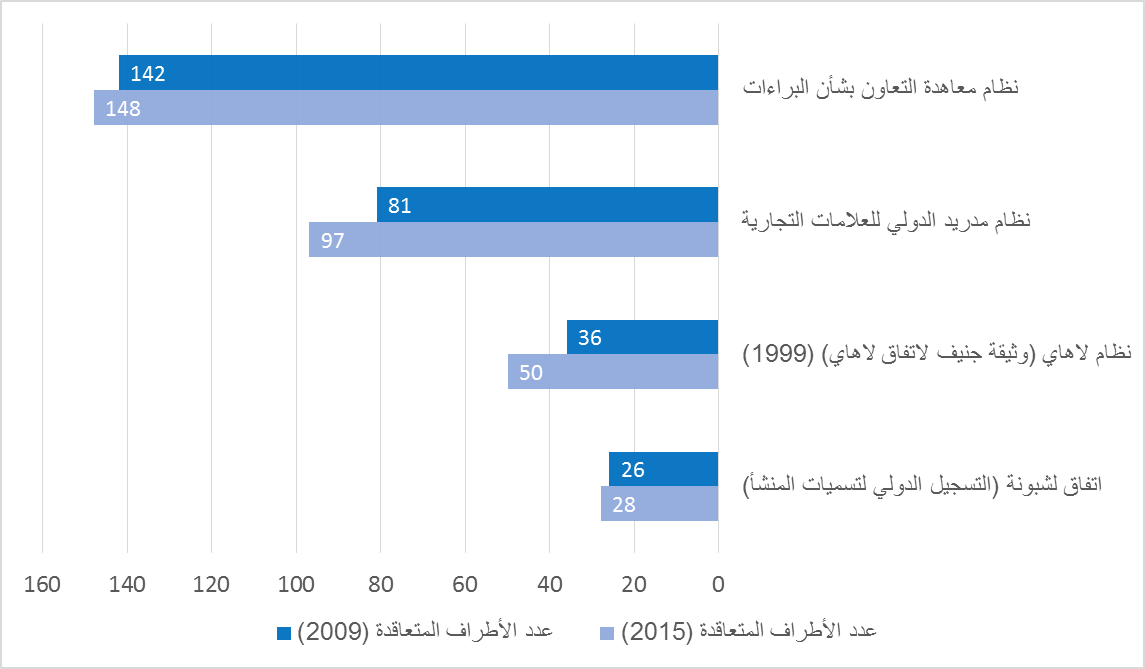 نظام معاهدة التعاون بشأن البراءات
142
148
نظام مدريد الدولي للعلامات التجارية
81
97
نظام لاهاي (وثيقة جنيف لاتفاق لاهاي) (1999)
36
50
اتفاق لشبونة (التسجيل الدولي لتسميات المنشأ)
26
28
160 140 120 100 80 60 40 20 0
عدد الأطراف المتعاقدة (2015) عدد الأطراف المتعاقدة (2009)